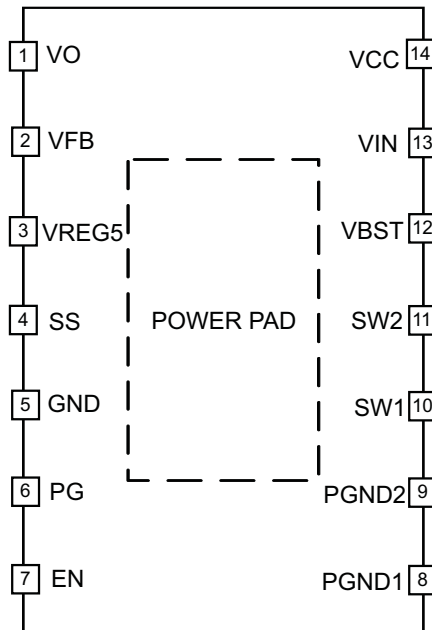 1 VO
VCC 14
2 VFB
VIN 13
3 VREG5
VBST 12
4 SS
POWER PAD
SW2 11
5 GND
SW1 10
6 PG
PGND2 9
7 EN
PGND1 8